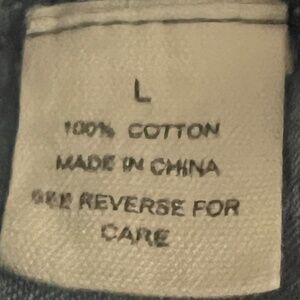 L
100% COTTON
MADE IN CHINA
SEE REVERSE FOR
CARE